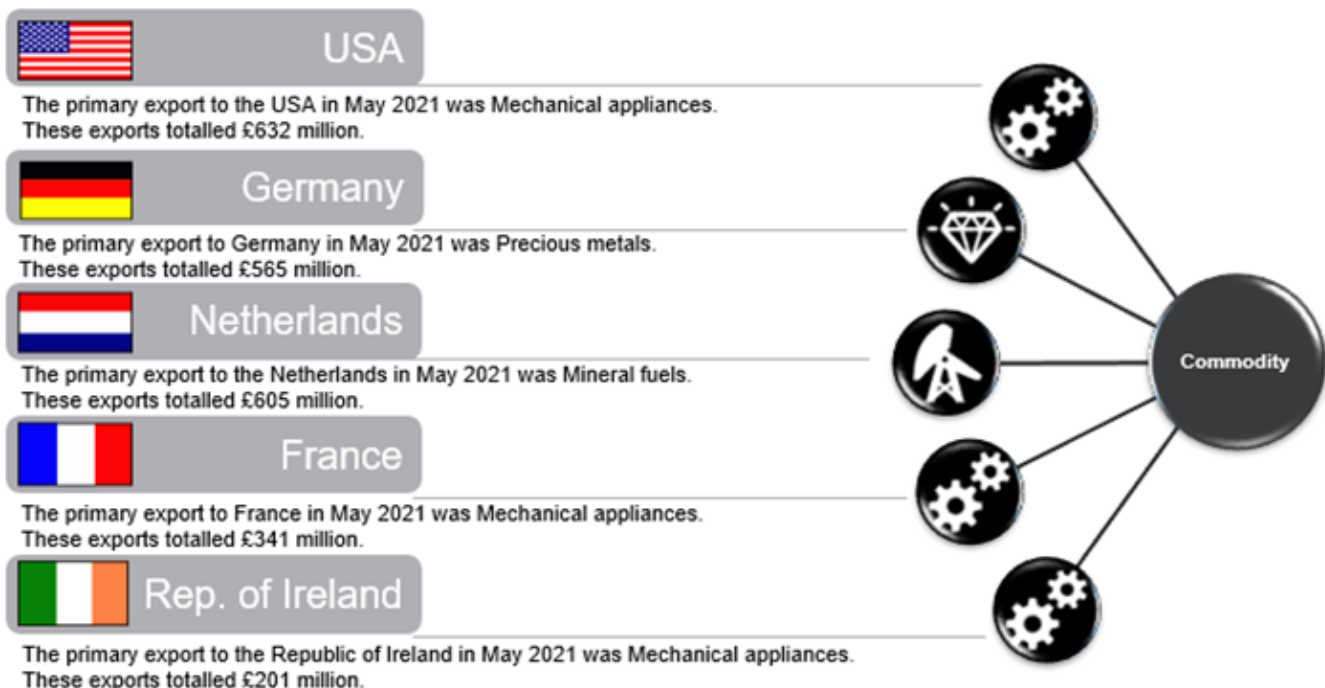 USA
The primary export to the USA in May 2021 was Mechanical appliances.
These exports totalled £632 million.
Germany
The primary export to Germany in May 2021 was Precious metals.
These exports totalled £565 million.
Netherlands
The primary export to the Netherlands in May 2021 was Mineral fuels.
These exports totalled £605 million.
Commodity
France
The primary export to France in May 2021 was Mechanical appliances.
These exports totalled £341 million.
Rep. of Ireland
The primary export to the Republic of Ireland in May 2021 was Mechanical appliances.
These exports totalled £201 million.